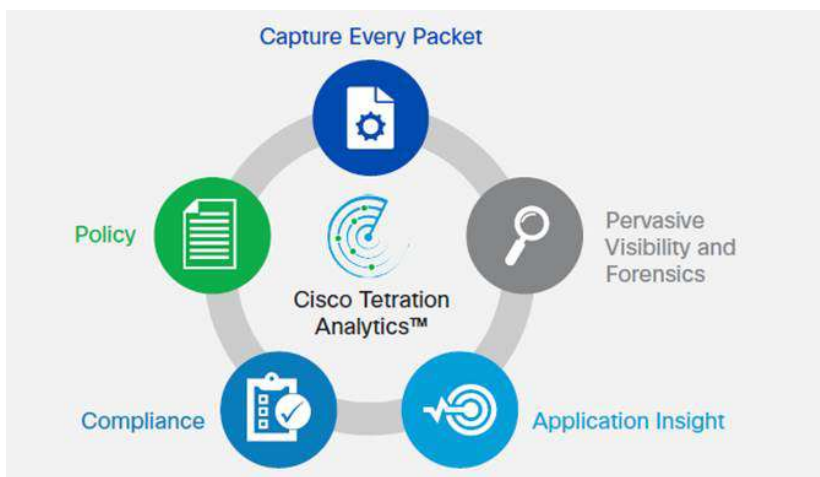 Capture Every Packet
Pervasive
Visibility and
Forensics
Application Insight
Compliance
Policy
Cisco Tetration
Analytics™